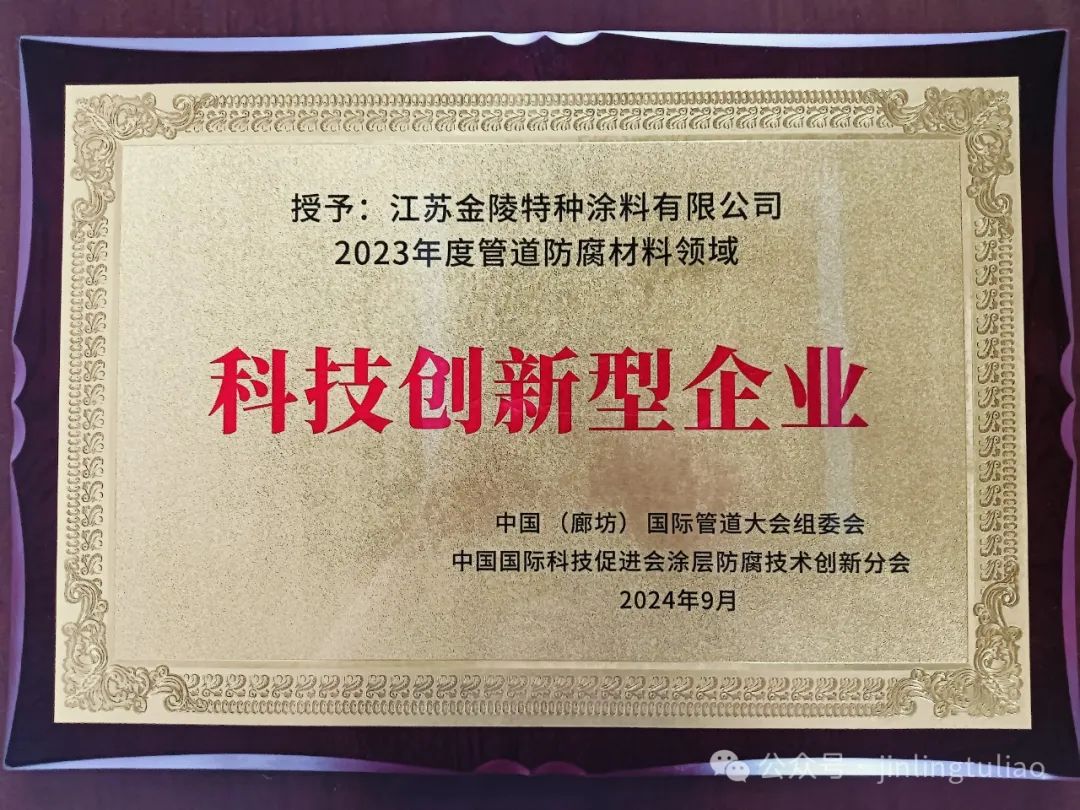 授予：江苏金陵特种涂料有限公司
2023年度管道防腐材料领域
科技创新型企业
中国（廊坊）国际管道大会组委会
中国国际科技促进会涂层防腐技术创新分会
2024年9月
公众号·jinlingtuliao